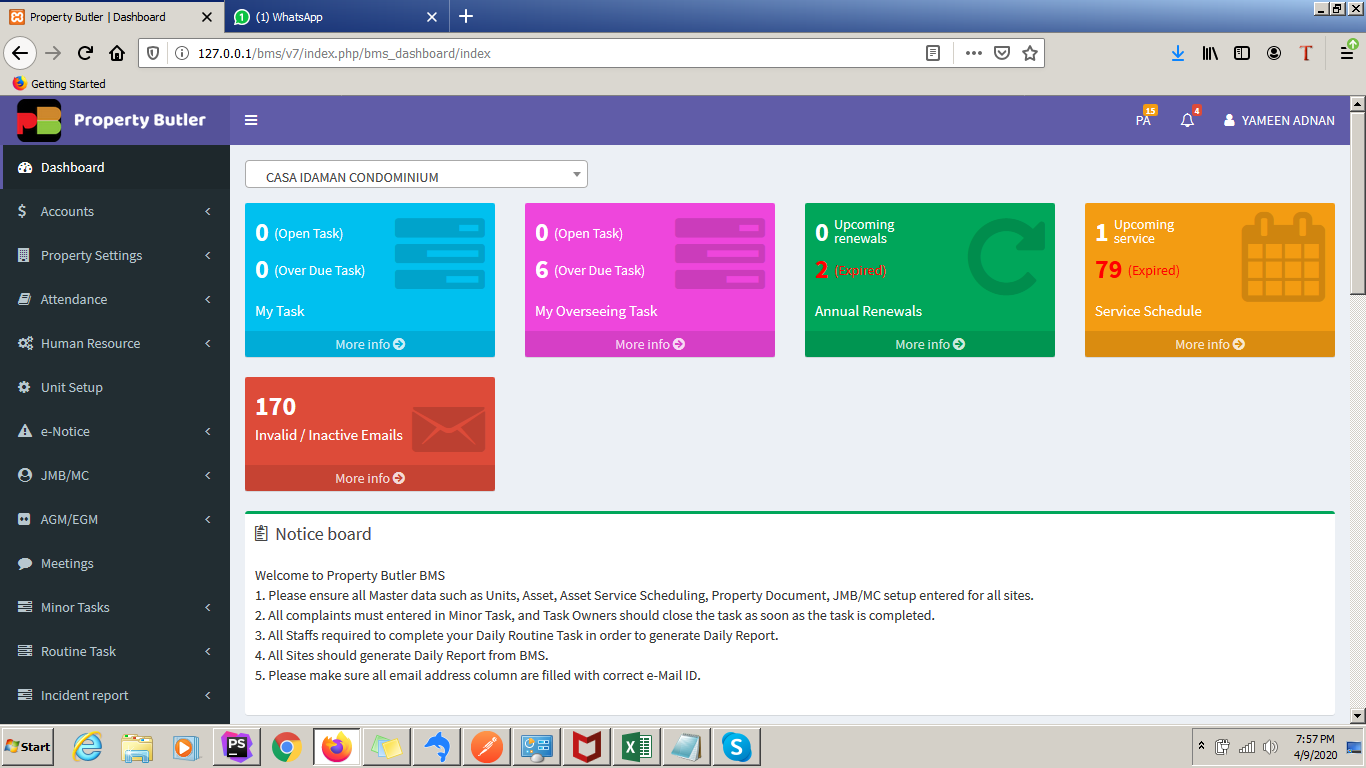 Property Butler | Dashboard
(1) WhatsApp
127.0.0.1/bms/v7/index.php/bms_dashboard/index
Getting Started
PB Property Butler
PA 15
4
YAMEEN ADNAN
Dashboard
Accounts
Property Settings
Attendance
Human Resource
Unit Setup
e-Notice
JMB/MC
AGM/EGM
Meetings
Minor Tasks
Routine Task
Incident report
CASA IDAMAN CONDOMINIUM
0 (Open Task)
0 (Over Due Task)
My Task
More info
0 (Open Task)
6 (Over Due Task)
My Overseeing Task
More info
0 Upcoming renewals
2 (Expired)
Annual Renewals
More info
1 Upcoming service
79 (Expired)
Service Schedule
More info
170
Invalid / Inactive Emails
More info
Notice board
Welcome to Property Butler BMS
1. Please ensure all Master data such as Units, Asset, Asset Service Scheduling, Property Document, JMB/MC setup entered for all sites.
2. All complaints must entered in Minor Task, and Task Owners should close the task as soon as the task is completed.
3. All Staffs required to complete your Daily Routine Task in order to generate Daily Report.
4. All Sites should generate Daily Report from BMS.
5. Please make sure all email address column are filled with correct e-Mail ID.
Start
PS
7:57 PM
4/9/2020